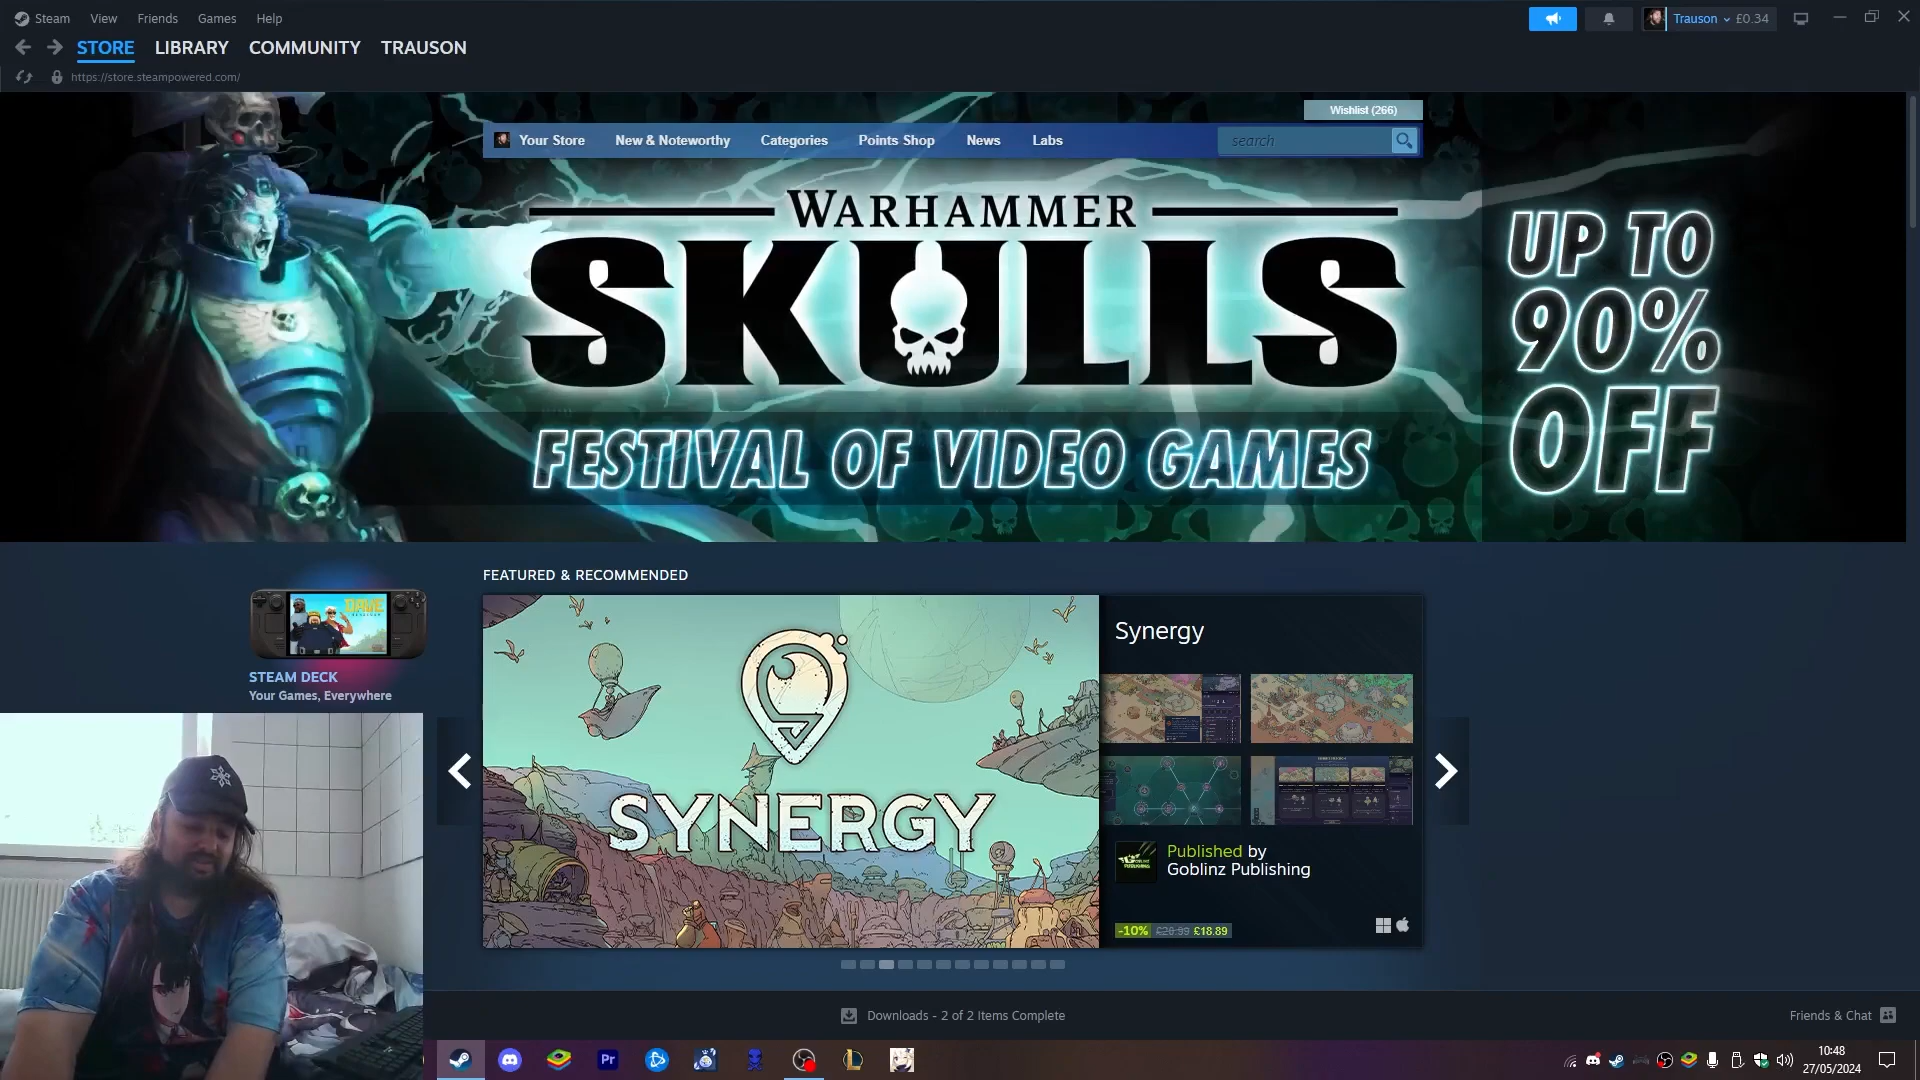 Steam View Friends Games Help
Trauson £0.34
STORE LIBRARY COMMUNITY TRAUSON
https://store.steampowered.com/
Wishlist (266)
Your Store New & Noteworthy Categories Points Shop News Labs search
WARHAMMER
SKULLS
FESTIVAL OF VIDEO GAMES
UP TO
90%
OFF
FEATURED & RECOMMENDED
DAVE
STEAM DECK
Your Games, Everywhere
SYNERGY
Synergy
Published by
Goblinz Publishing
-10% £20.99 £18.89
Downloads - 2 of 2 Items Complete
Friends & Chat
Pr
10:48
27/05/2024